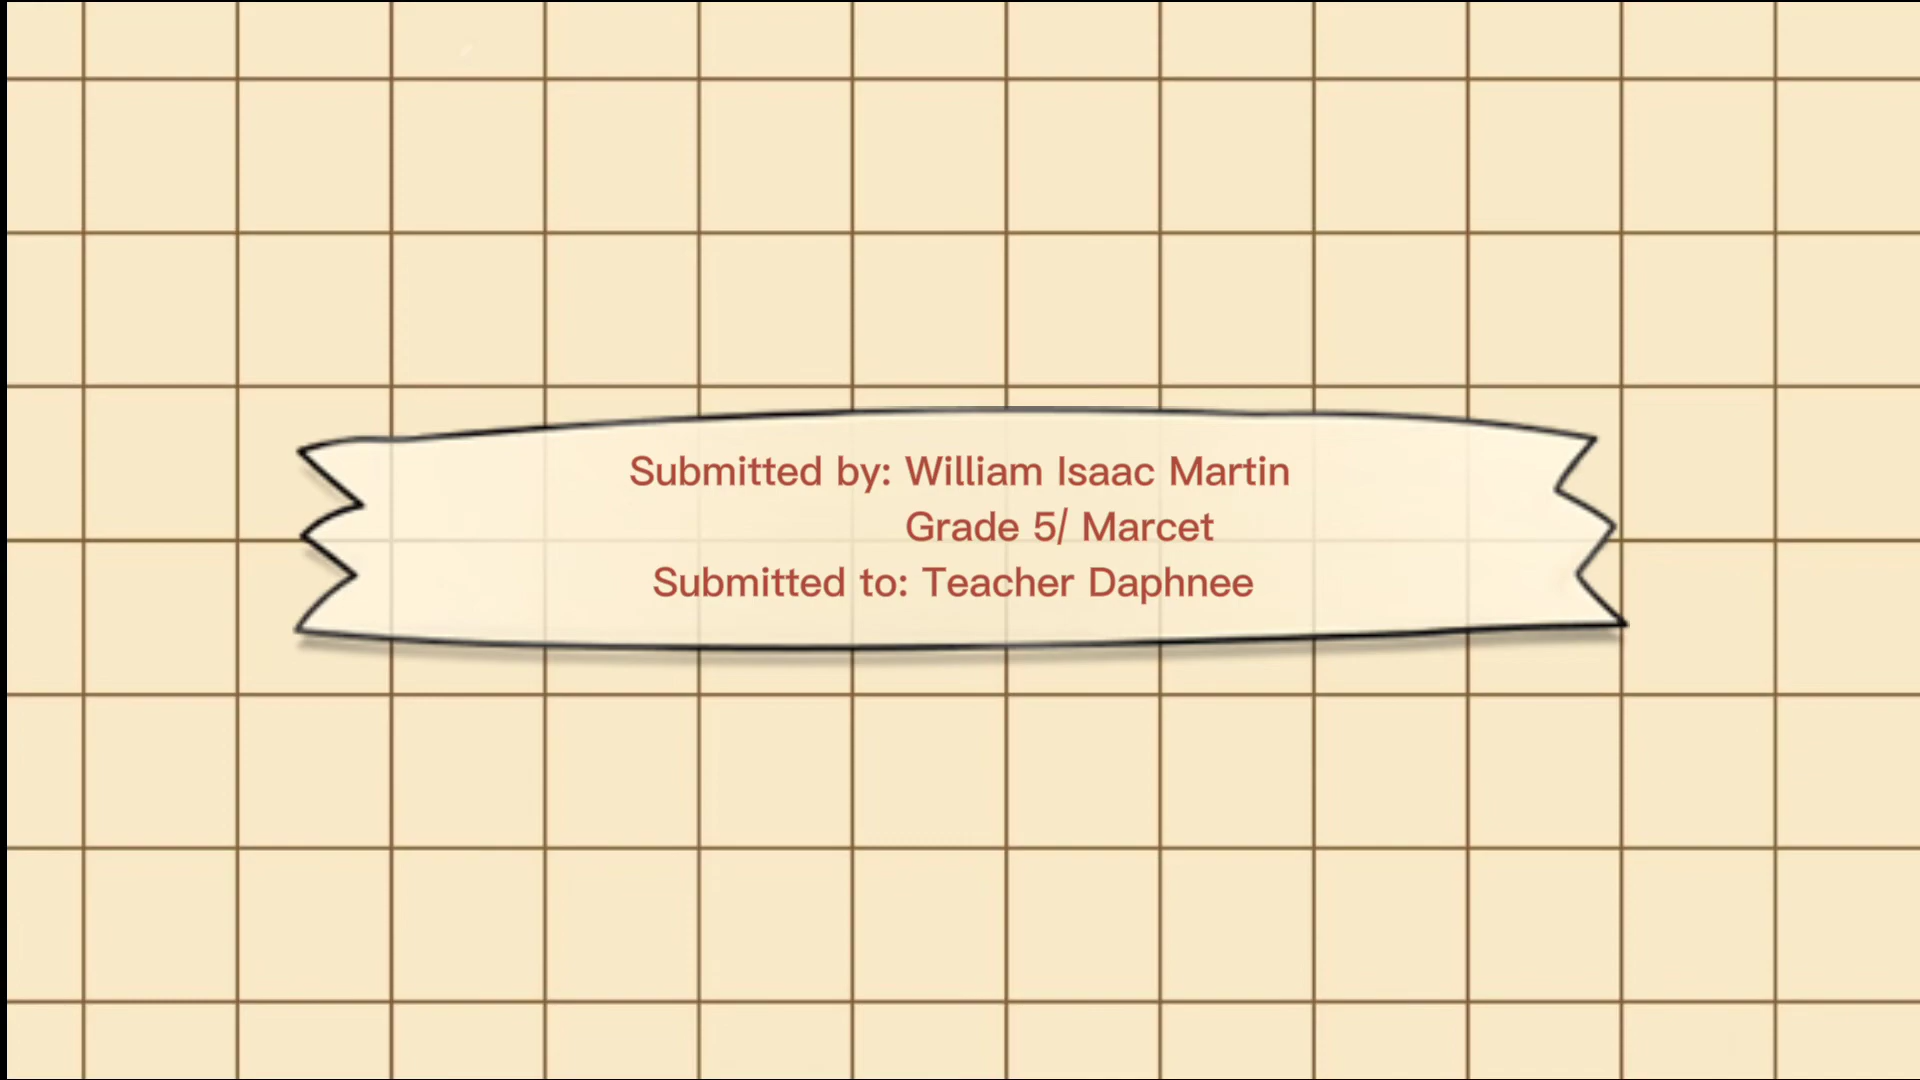 Submitted by: William Isaac Martin
Grade 5/ Marcet
Submitted to: Teacher Daphnee